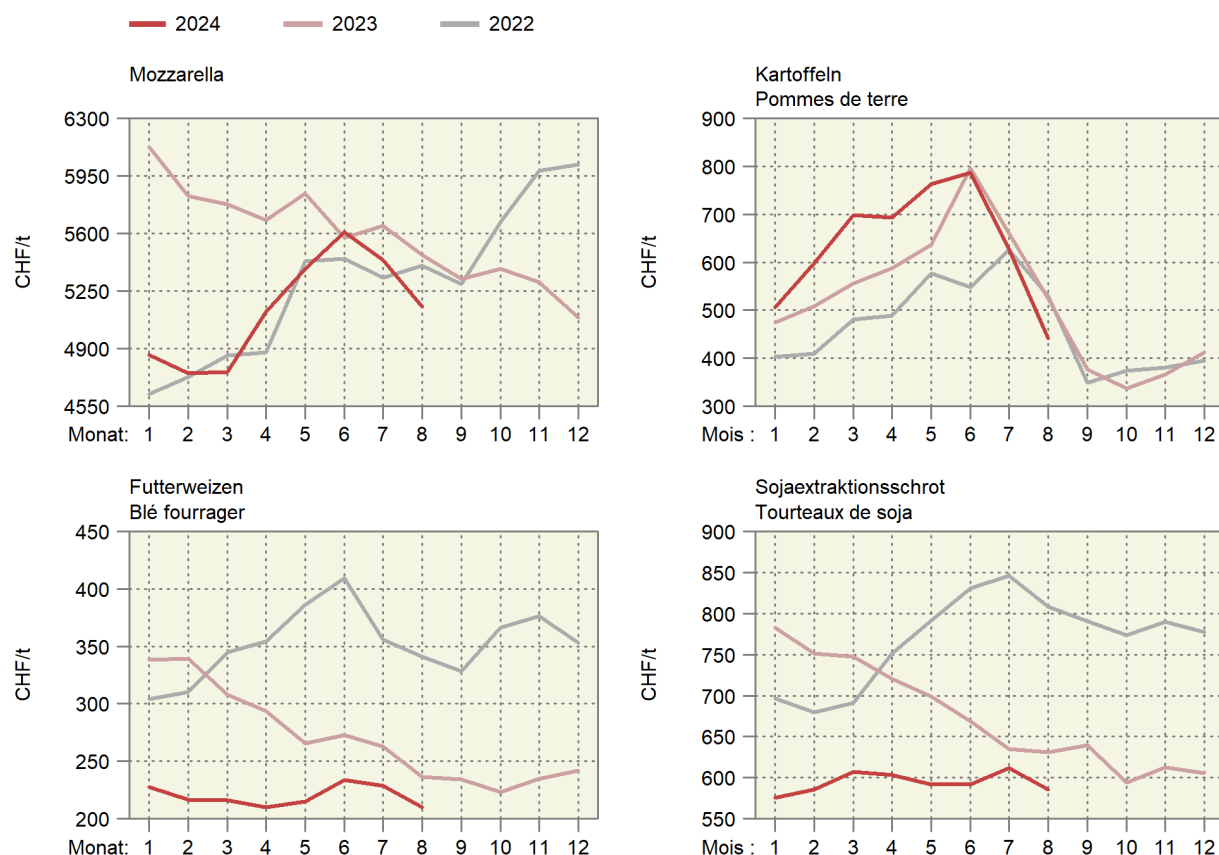 2024 2023 2022
Mozzarella
CHF/t
6300
5950
5600
5250
4900
4550
Monat: 1 2 3 4 5 6 7 8 9 10 11 12
Kartoffeln
Pommes de terre
CHF/t
900
800
700
600
500
400
300
Mois : 1 2 3 4 5 6 7 8 9 10 11 12
Futterweizen
Blé fourrager
CHF/t
450
400
350
300
250
200
Monat: 1 2 3 4 5 6 7 8 9 10 11 12
Sojaextraktionsschrot
Tourteaux de soja
CHF/t
900
850
800
750
700
650
600
550
Mois : 1 2 3 4 5 6 7 8 9 10 11 12